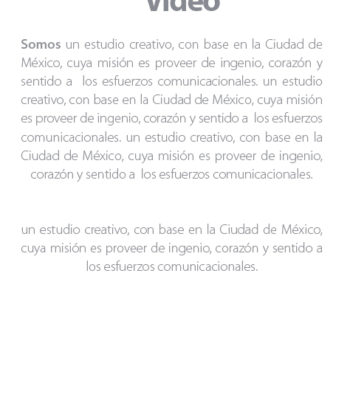 Video
Somos un estudio creativo, con base en la Ciudad de
México, cuya misión es proveer de ingenio, corazón y
sentido a los esfuerzos comunicacionales. un estudio
creativo, con base en la Ciudad de México, cuya misión
es proveer de ingenio, corazón y sentido a los esfuerzos
comunicacionales. un estudio creativo, con base en la
Ciudad de México, cuya misión es proveer de ingenio,
corazón y sentido a los esfuerzos comunicacionales.
un estudio creativo, con base en la Ciudad de México,
cuya misión es proveer de ingenio, corazón y sentido a
los esfuerzos comunicacionales.